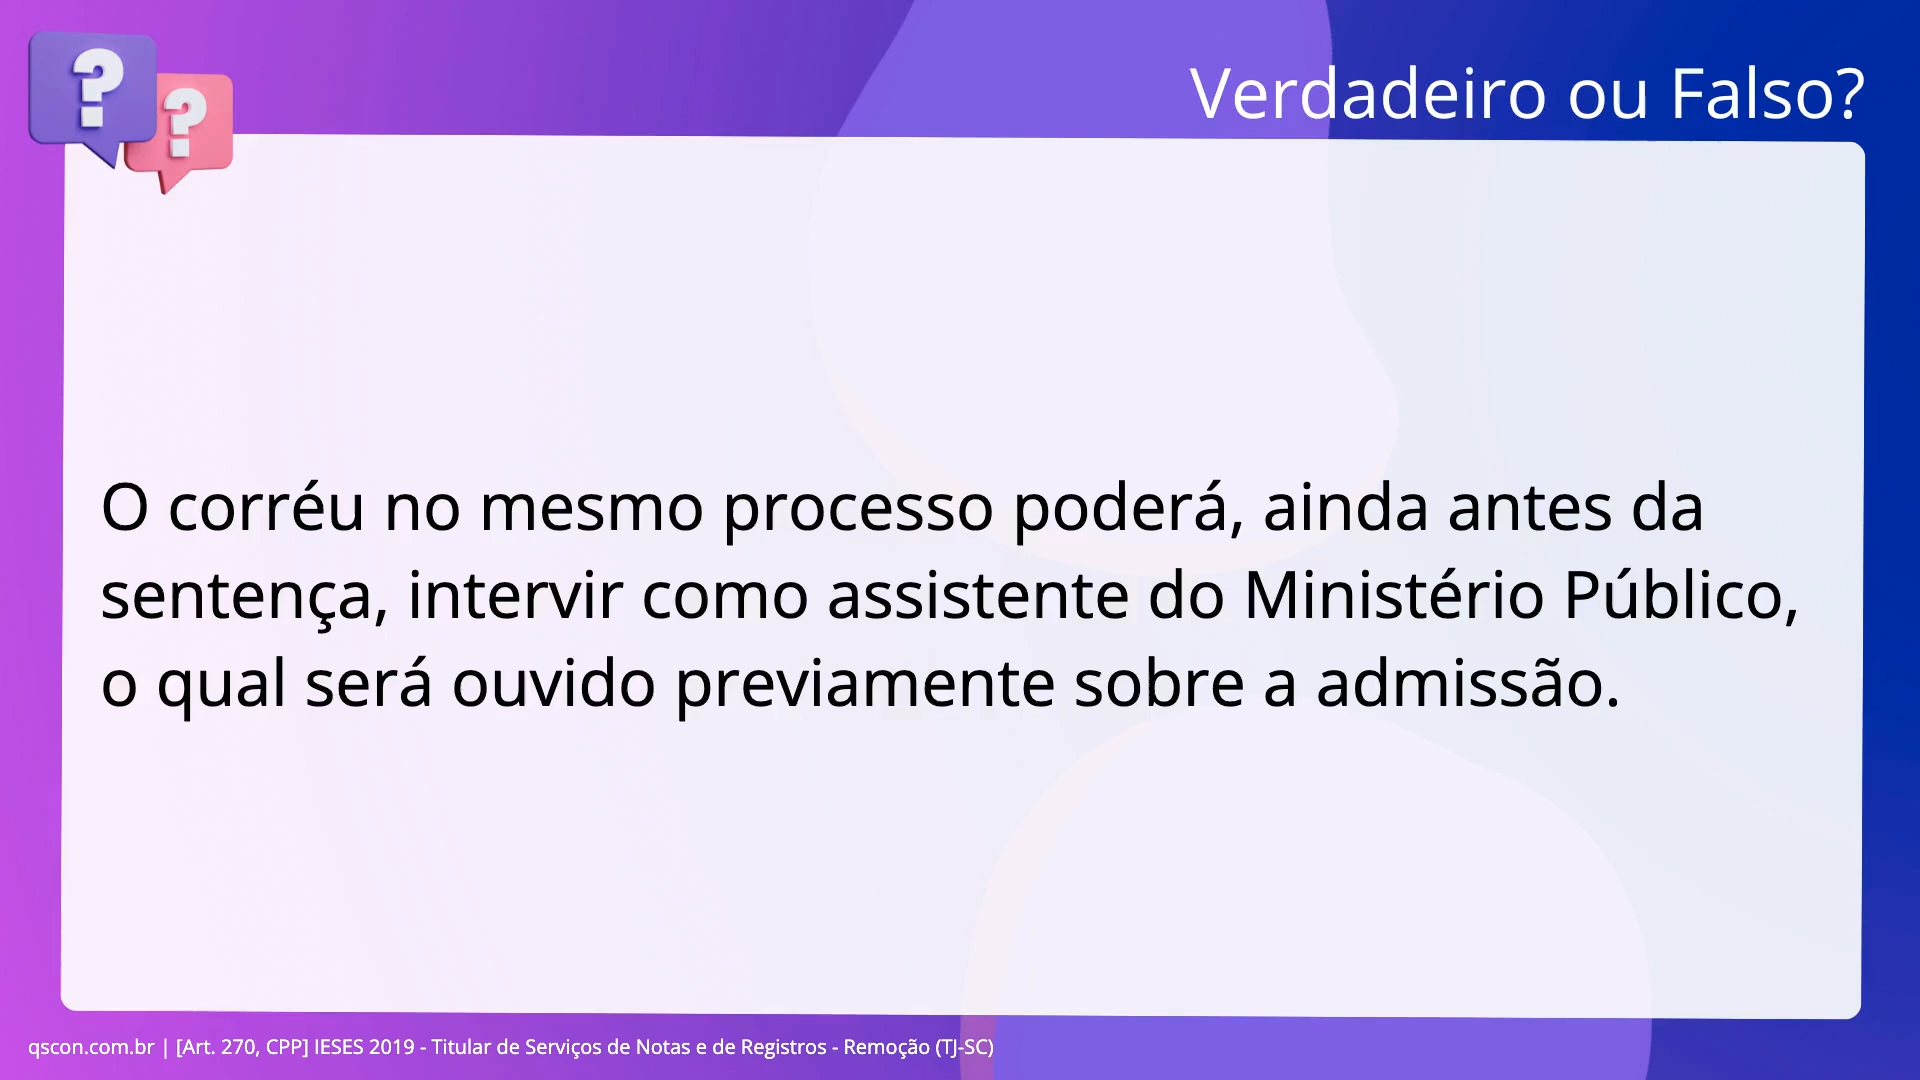 Verdadeiro ou Falso?
O corréu no mesmo processo poderá, ainda antes da
sentença, intervir como assistente do Ministério Público,
o qual será ouvido previamente sobre a admissão.
qscon.com.br | [Art. 270, CPP] IESES 2019 - Titular de Serviços de Notas e de Registros - Remoção (TJ-SC)